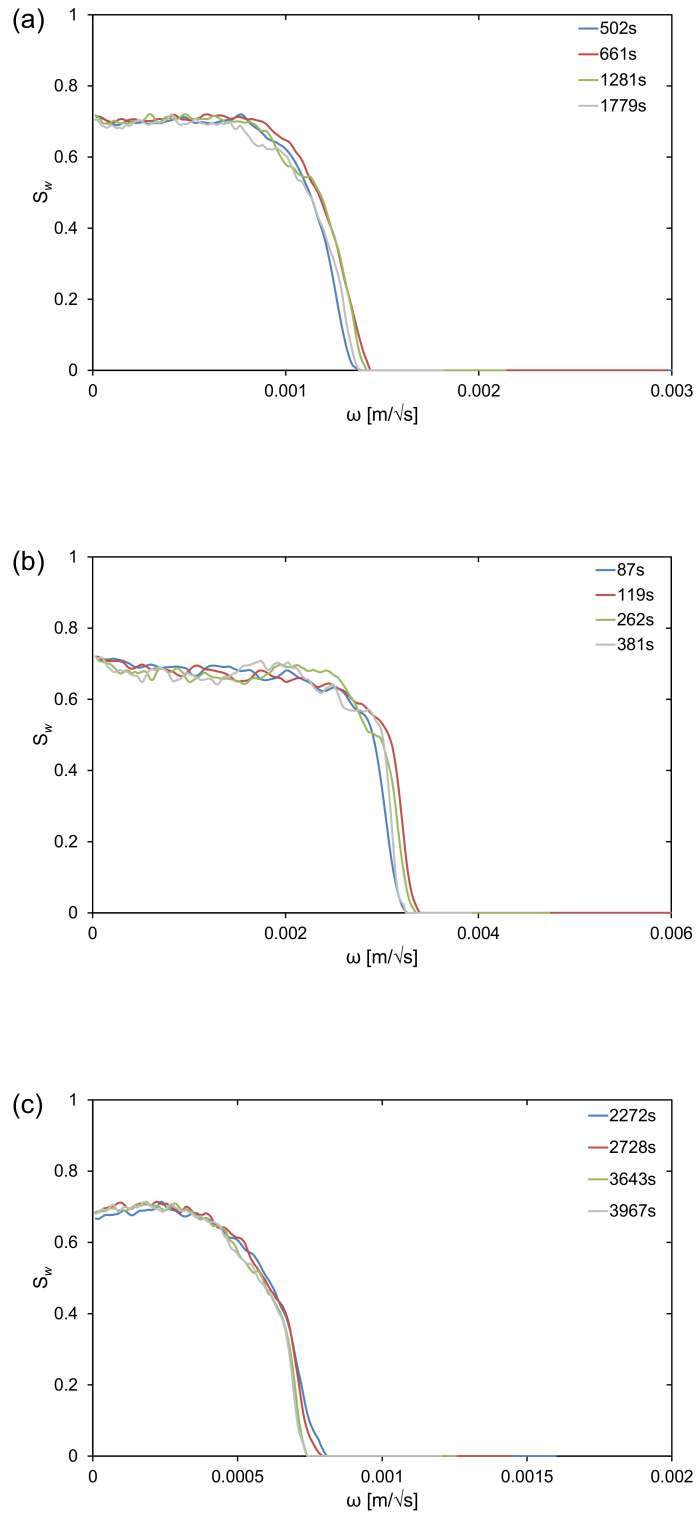 (a)
1
0.8
0.6
0.4
0.2
0
S_w
502s
661s
1281s
1779s
0 0.001 0.002 0.003
ω [m/√s]
(b)
1
0.8
0.6
0.4
0.2
0
S_w
87s
119s
262s
381s
0 0.002 0.004 0.006
ω [m/√s]
(c)
1
0.8
0.6
0.4
0.2
0
S_w
2272s
2728s
3643s
3967s
0 0.0005 0.001 0.0015 0.002
ω [m/√s]